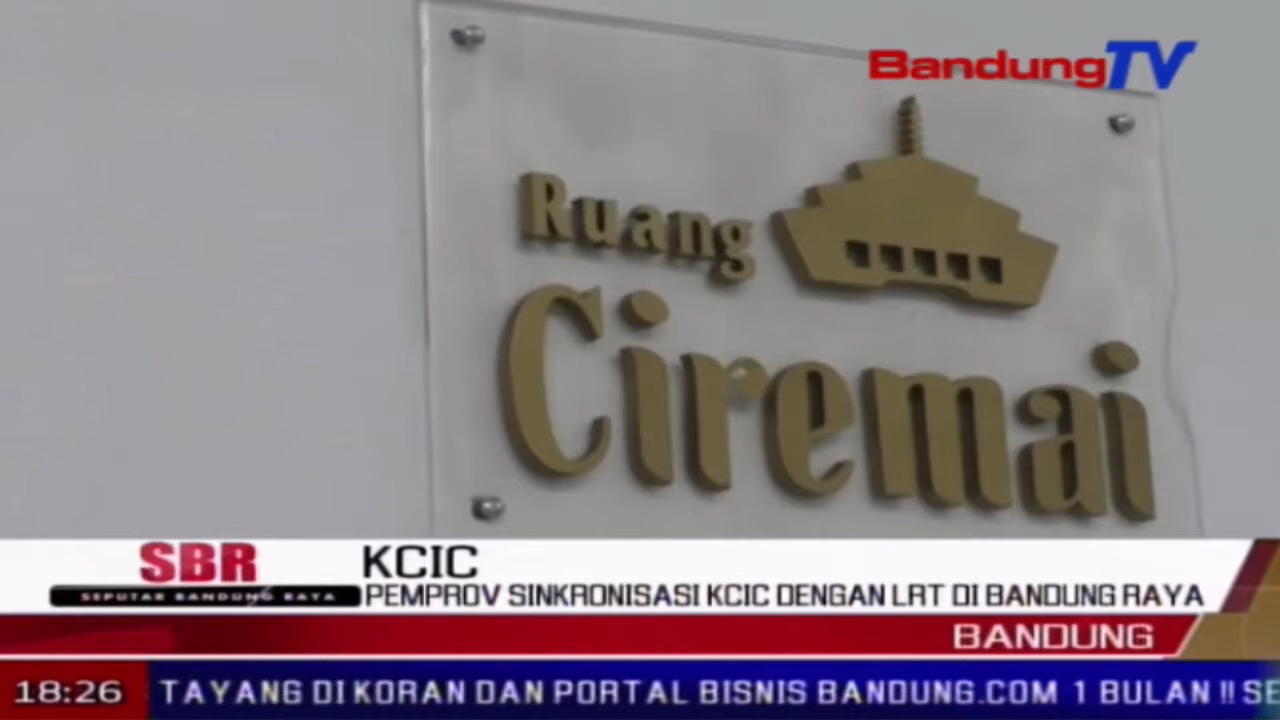 BandungTV
Ruang
Ciremai
SBR
SEPUTAR BANDUNG RAYA
KCIC
PEMPROV SINKRONISASI KCIC DENGAN LRT DI BANDUNG RAYA
BANDUNG
18:26
TAYANG DI KORAN DAN PORTAL BISNIS BANDUNG.COM 1 BULAN !! SE